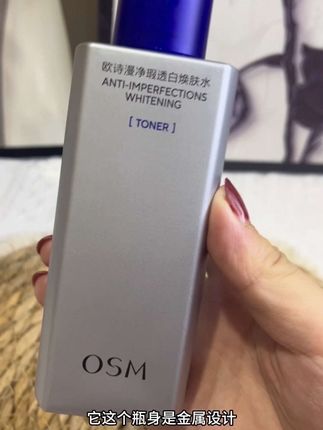 欧诗漫净瑕透白焕肤水
ANTI-IMPERFECTIONS
WHITENING
[ TONER ]
OSM
它这个瓶身是金属设计